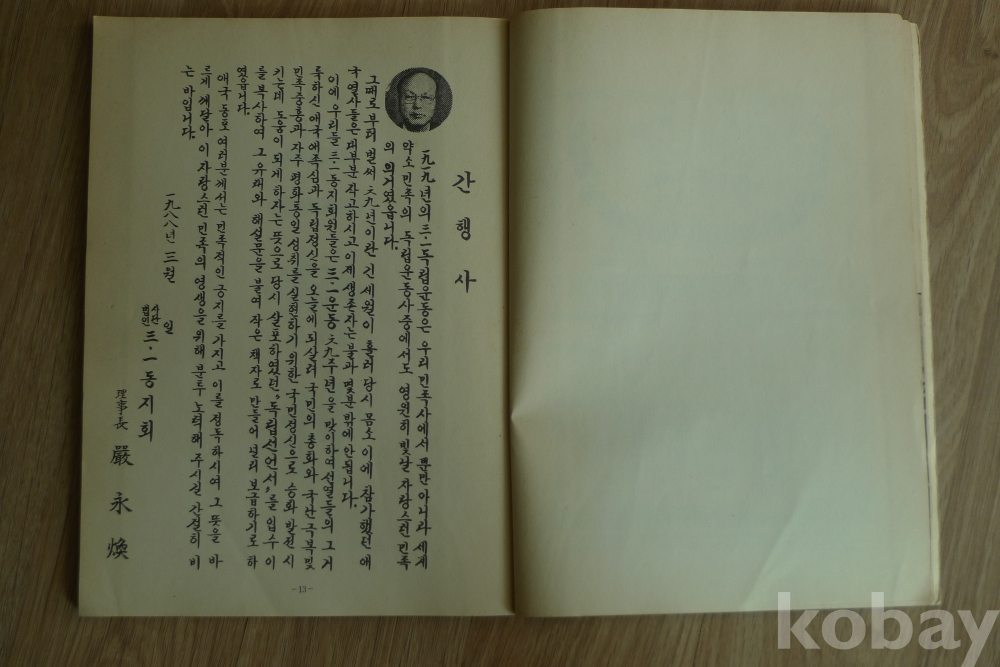 간행사
一九一九년의 三·一독립운동은 우리 민족사에서 뿐만 아니라 세계
약소 민족의 독립운동사중에서도 영원히 빛날 자랑스런 민족
의 의거였읍니다.
그때로부터 벌써 六九년이란 긴 세월이 흘러 당시 몸소 이에 참가했던 애
국열사들은 대부분 작고하시고 이제 생존자는 불과 몇분밖에 안됩니다.
이에 우리들 三·一동지회원들은 三·一운동 六九주년을 맞이하여 선열들의 그 거
룩하신 애국애족심과 독립정신을 오늘에 되살려 국민의 총화와 국난극복 및
민족중흥과 자주 평화통일 성취를 실현하기 위한 국민정신으로 승화 발전시
키는데 도움이 되게 하자는 뜻으로 당시 살포하였던 "독립선언서"를 입수 이
를 복사하여 그 유래와 해설문을 붙여 작은 책자로 만들어 널리 보급하기로 하
였읍니다.
애국 동포 여러분께서는 민족적인 긍지를 가지고 이를 정독하시여 그 뜻을 바
르게 깨달아 이 자랑스런 민족의 영생을 위해 분투 노력해 주시길 간절히 비
는 바입니다.
一九八八년 三월 일
사단법인 三·一동지회
理事長 嚴永煥
-13-
kobay